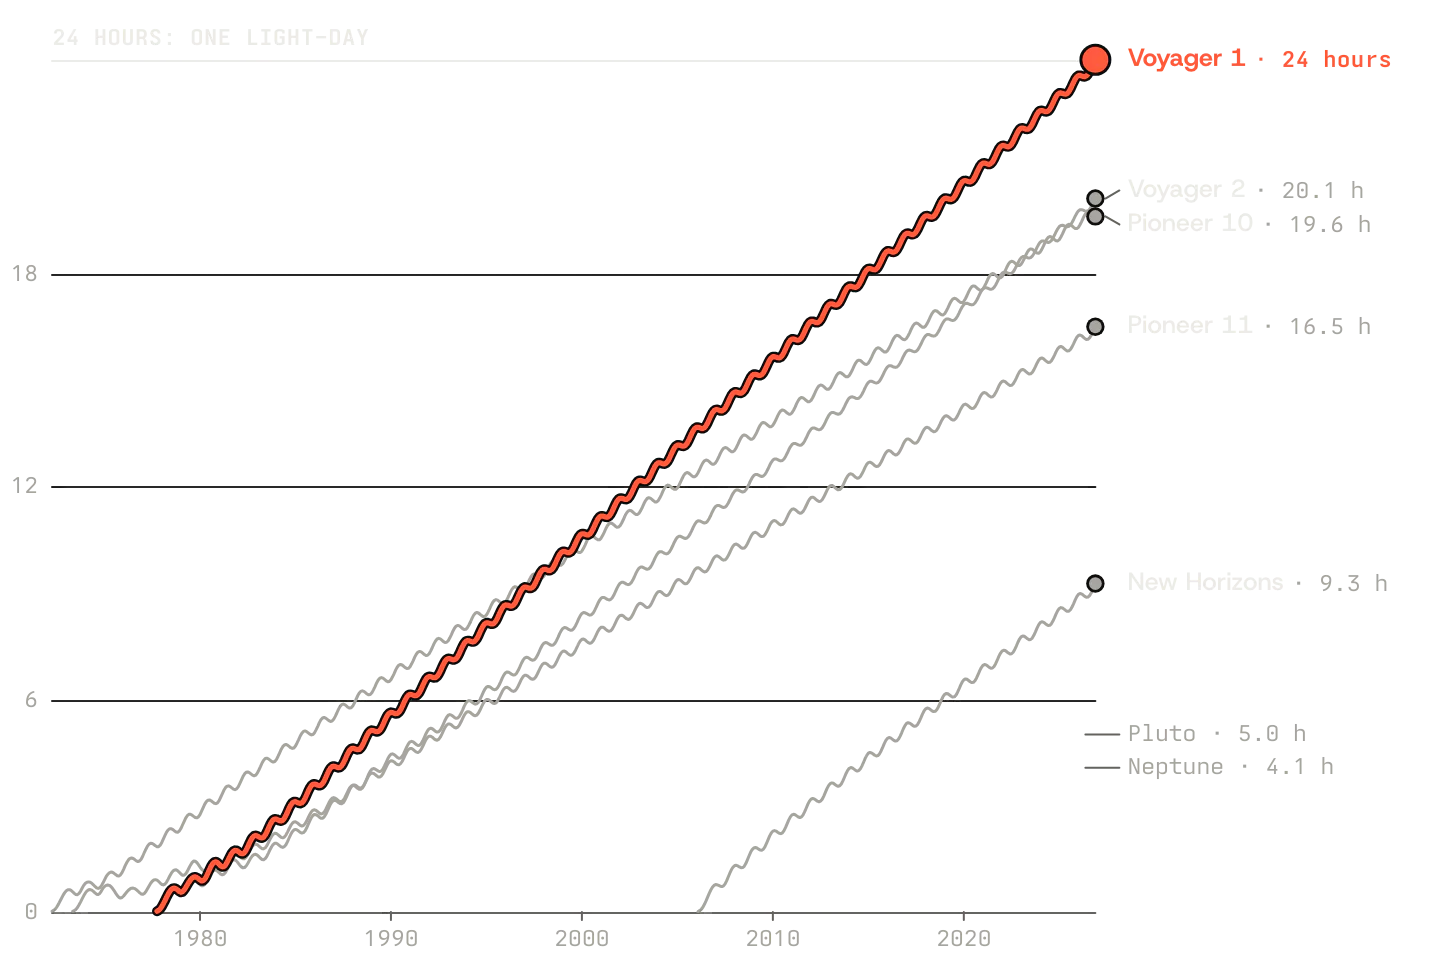 24 HOURS: ONE LIGHT-DAY
Voyager 1 · 24 hours
Voyager 2 · 20.1 h
Pioneer 10 · 19.6 h
18
Pioneer 11 · 16.5 h
12
New Horizons · 9.3 h
6
Pluto · 5.0 h
Neptune · 4.1 h
0
1980 1990 2000 2010 2020